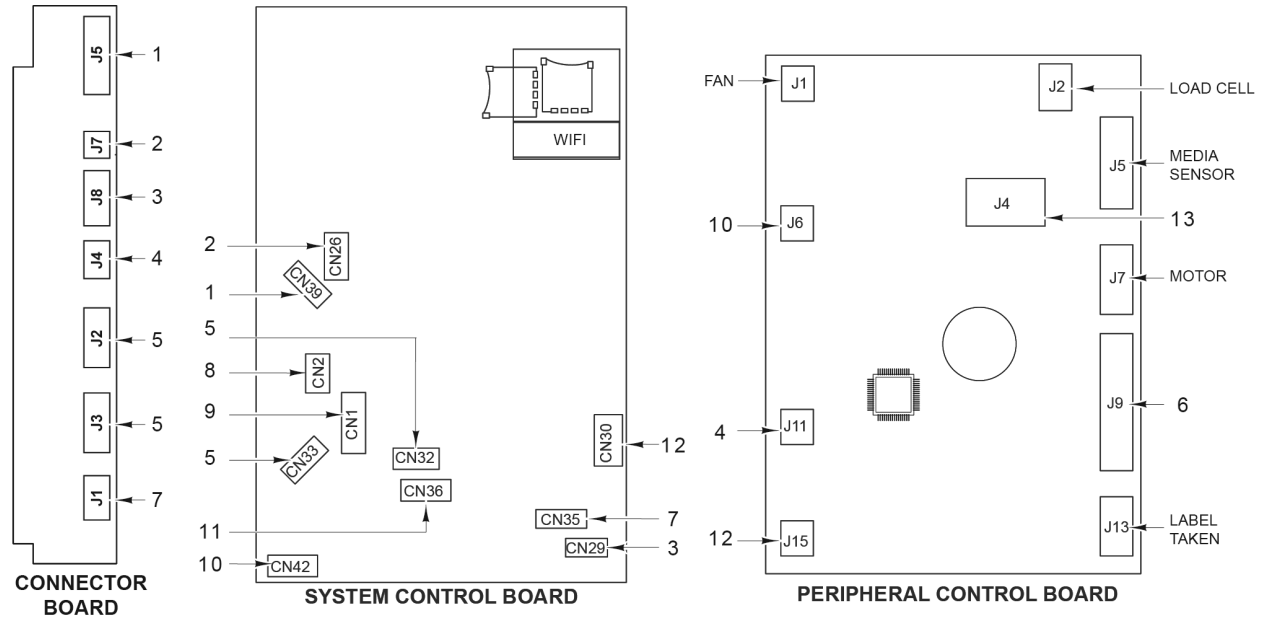 J5
1
J7
2
J8
3
J4
4
J2
5
J3
5
J1
7
CONNECTOR
BOARD
WIFI
2
CN26
1
CN39
5
8
CN2
9
CN1
5
CN33
CN32
CN36
11
10
CN42
CN30
12
CN35
7
CN29
3
SYSTEM CONTROL BOARD
FAN
J1
J2
LOAD CELL
J5
MEDIA
SENSOR
J4
13
10
J6
J7
MOTOR
J9
6
4
J11
12
J15
J13
LABEL
TAKEN
PERIPHERAL CONTROL BOARD